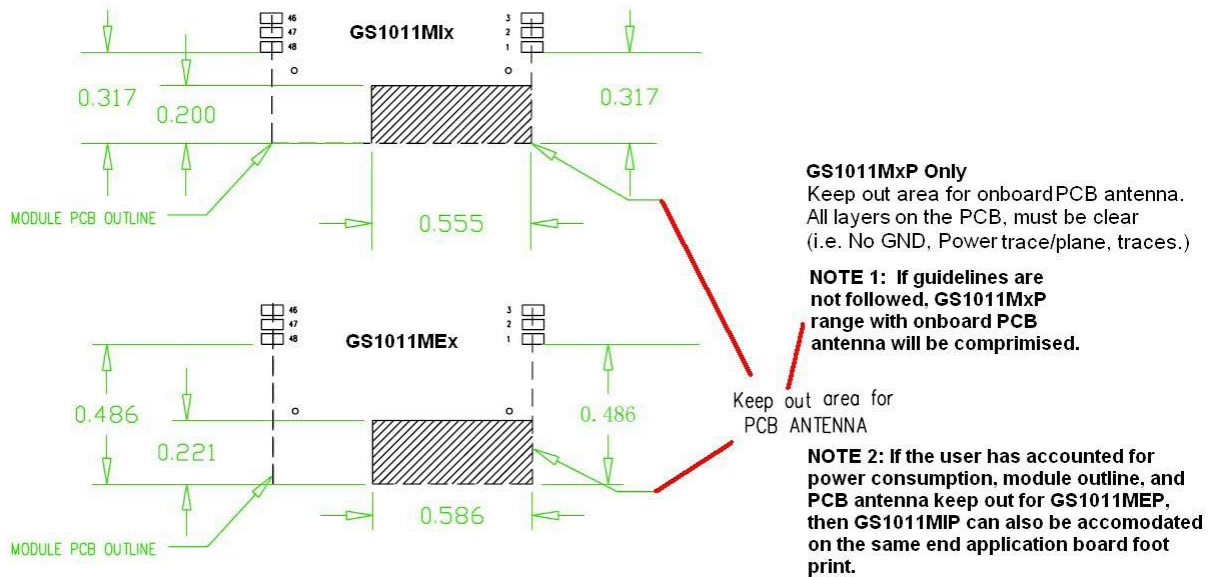 46
47
48
GS1011MIx
3
2
1
0.317
0.200
0.317
MODULE PCB OUTLINE
0.555
GS1011MxP Only
Keep out area for onboard PCB antenna.
All layers on the PCB, must be clear
(i.e. No GND, Power trace/plane, traces.)
NOTE 1: If guidelines are
not followed, GS1011MxP
range with onboard PCB
antenna will be comprimised.
46
47
48
GS1011MEx
3
2
1
0.486
0.221
0.486
Keep out area for
PCB ANTENNA
0.586
MODULE PCB OUTLINE
NOTE 2: If the user has accounted for
power consumption, module outline, and
PCB antenna keep out for GS1011MEP,
then GS1011MIP can also be accomodated
on the same end application board foot
print.